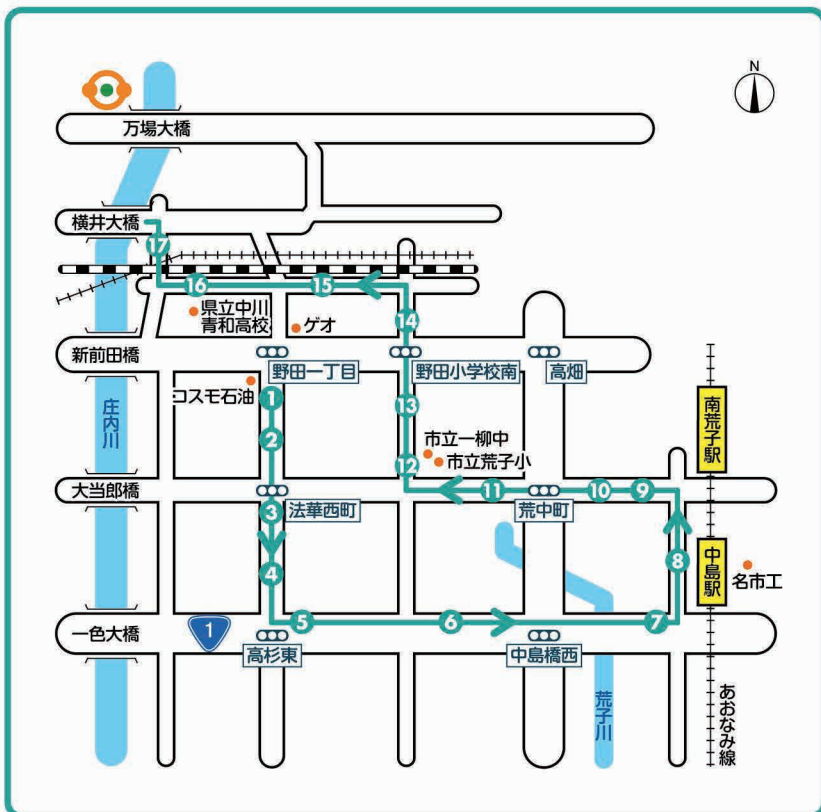 N
万場大橋
横井大橋
17
16
15
県立中川
青和高校
ゲオ
14
新前田橋
野田一丁目
野田小学校南
高畑
コスモ石油
1
13
南荒子駅
庄内川
2
市立一柳中
12
市立荒子小
大当郎橋
11
10
9
3
法華西町
荒中町
4
8
中島駅
名市工
5
6
7
一色大橋
1
高杉東
中島橋西
荒子川
あおなみ線